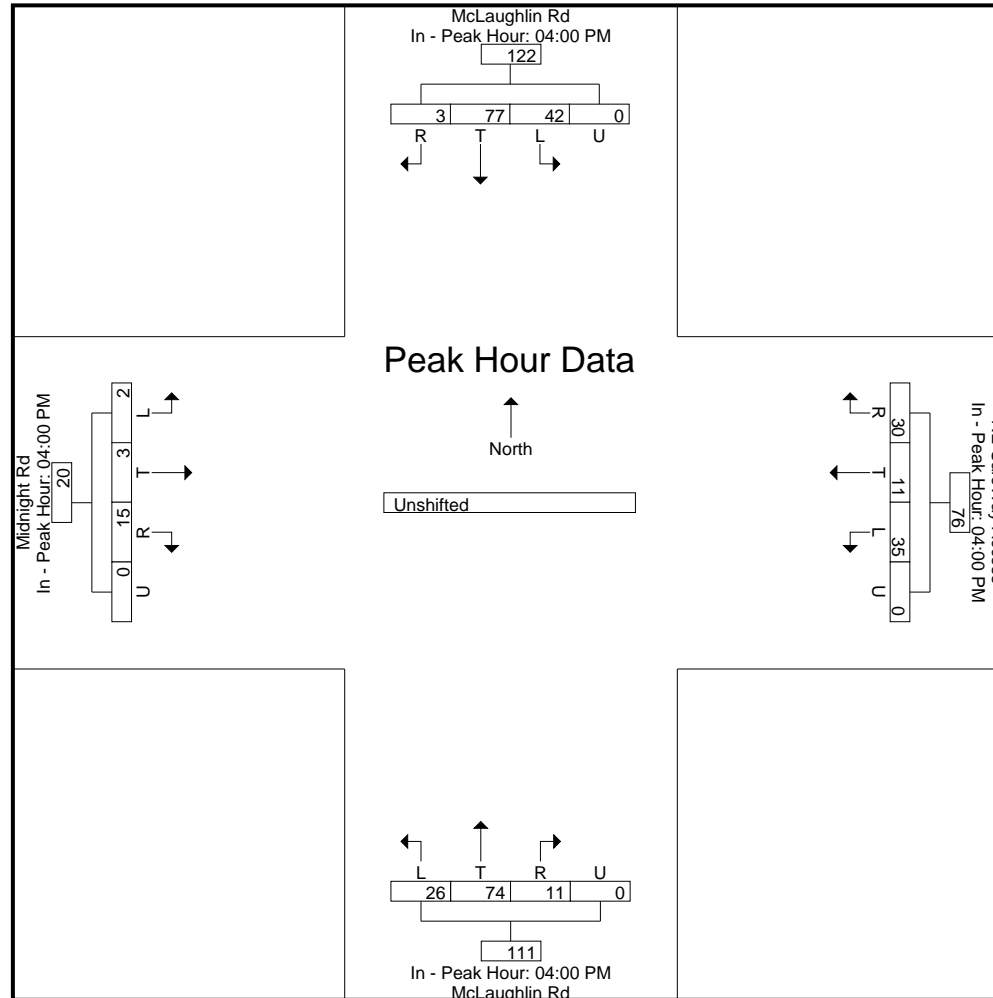 McLaughlin Rd
In - Peak Hour: 04:00 PM
122
3 77 42 0
R T L U
Peak Hour Data
North
Unshifted
Midnight Rd
In - Peak Hour: 04:00 PM
20
2 3 15 0
L T R U
In - Peak Hour: 04:00 PM
76
30 11 35 0
R T L U
L T R U
26 74 11 0
111
In - Peak Hour: 04:00 PM
McLaughlin Rd